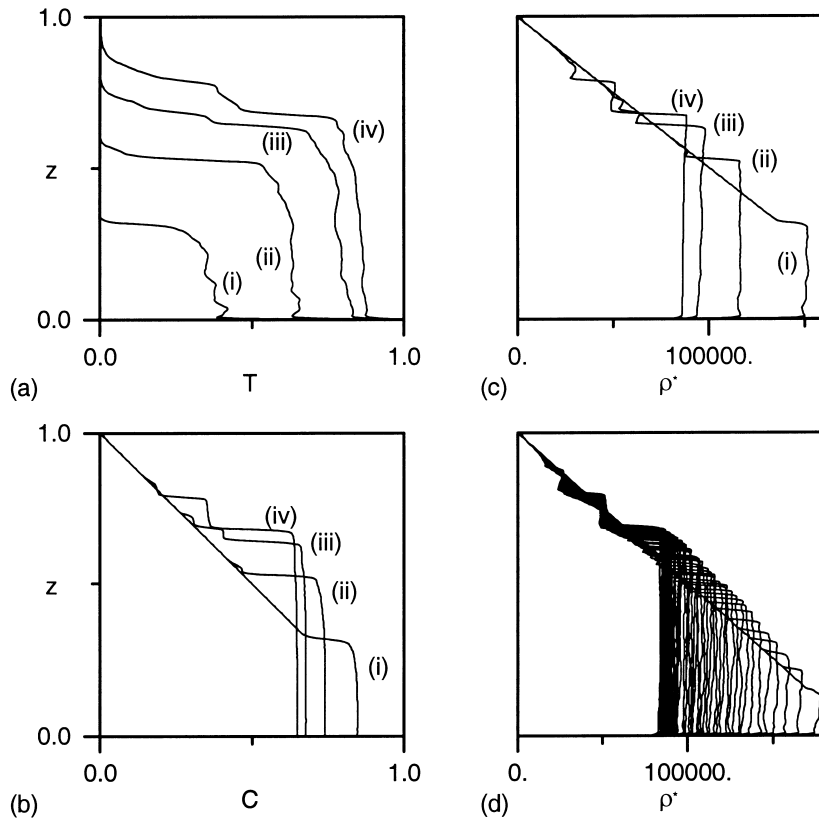 1.0
z
0.0
(iv)
(iii)
(ii)
(i)
0.0
1.0
T
(a)
(iv)
(iii)
(ii)
(i)
0.
100000.
ρ*
(c)
1.0
z
0.0
(iv)
(iii)
(ii)
(i)
0.0
1.0
C
(b)
0.
100000.
ρ*
(d)